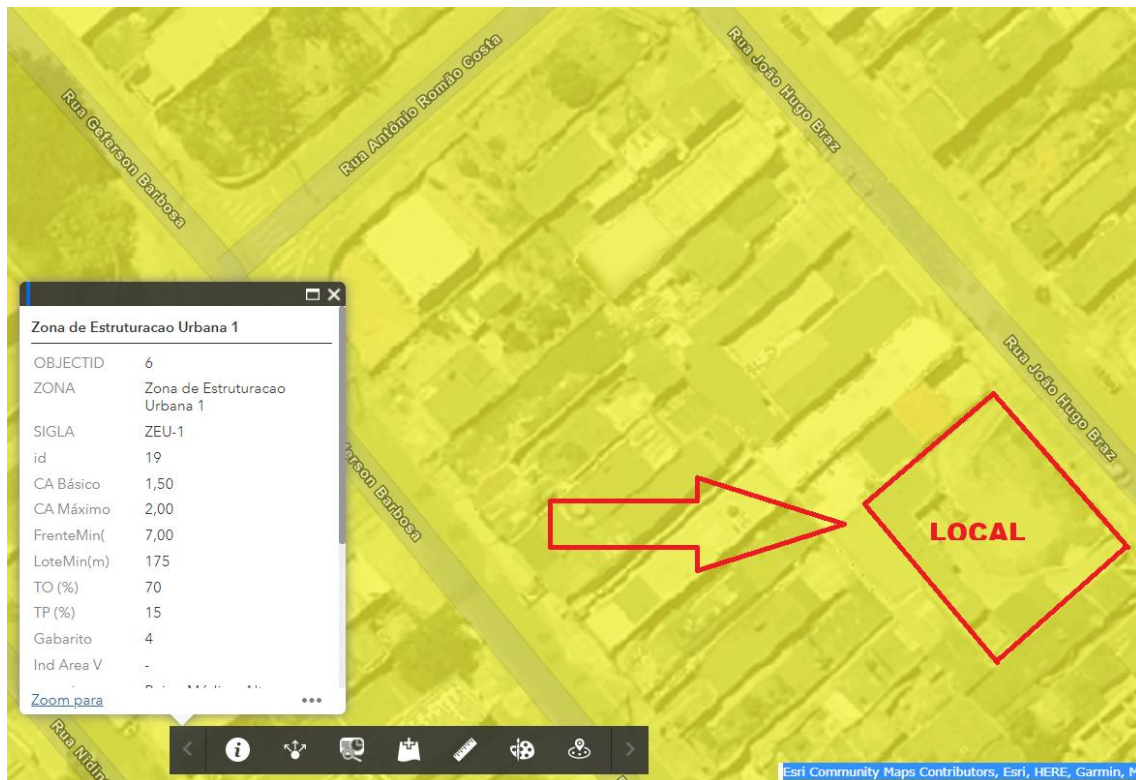 Rua Geferson Barbosa
Rua Antônio Romão Costa
Rua João Hugo Braz
Rua João Hugo Braz
LOCAL
Zona de Estruturacao Urbana 1
OBJECTID 6
ZONA Zona de Estruturacao
Urbana 1
SIGLA ZEU-1
id 19
CA Básico 1,50
CA Máximo 2,00
FrenteMin( 7,00
LoteMin(m) 175
TO (%) 70
TP (%) 15
Gabarito 4
Ind Area V -
Zoom para
ferson Barbosa
Rua Nidin
Esri Community Maps Contributors, Esri, HERE, Garmin, M